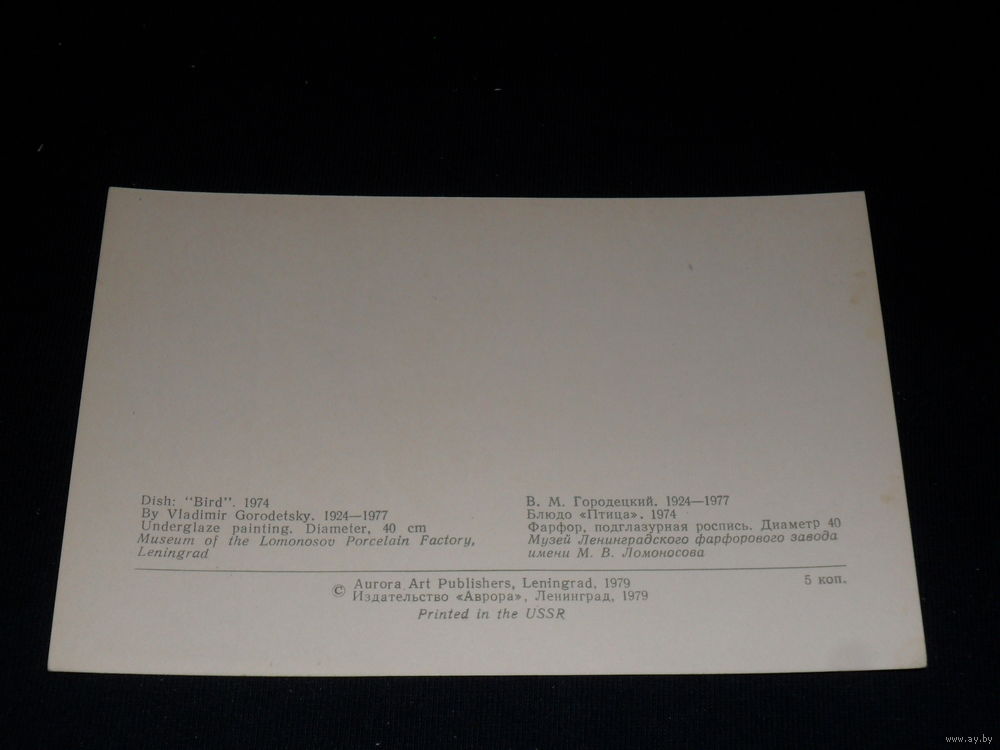 Dish: "Bird". 1974
By Vladimir Gorodetsky. 1924—1977
Underglaze painting. Diameter, 40 cm
Museum of the Lomonosov Porcelain Factory,
Leningrad
В. М. Городецкий. 1924—1977
Блюдо «Птица». 1974
Фарфор, подглазурная роспись. Диаметр 40
Музей Ленинградского фарфорового завода
имени М. В. Ломоносова
© Aurora Art Publishers, Leningrad, 1979
Издательство «Аврора», Ленинград, 1979
5 коп.
Printed in the USSR
www.ay.by